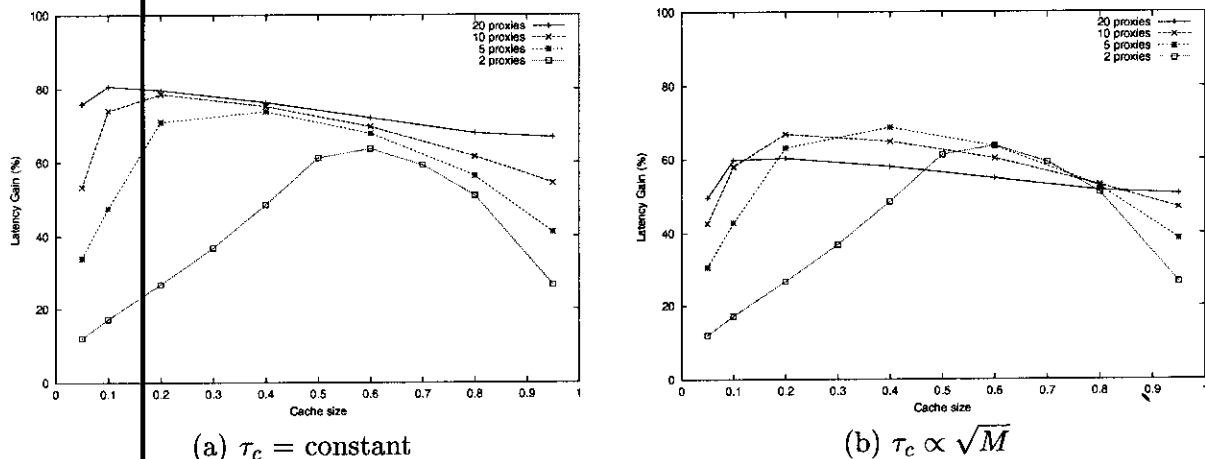 100
80
60
40
20
0
Latency Gain (%)
20 proxies
10 proxies
5 proxies
2 proxies
0 0.1 0.2 0.3 0.4 0.5 0.6 0.7 0.8 0.9 1
Cache size
(a) τc = constant
100
80
60
40
20
0
Latency Gain (%)
20 proxies
10 proxies
5 proxies
2 proxies
0 0.1 0.2 0.3 0.4 0.5 0.6 0.7 0.8 0.9 1
Cache size
(b) τc ∝ √M